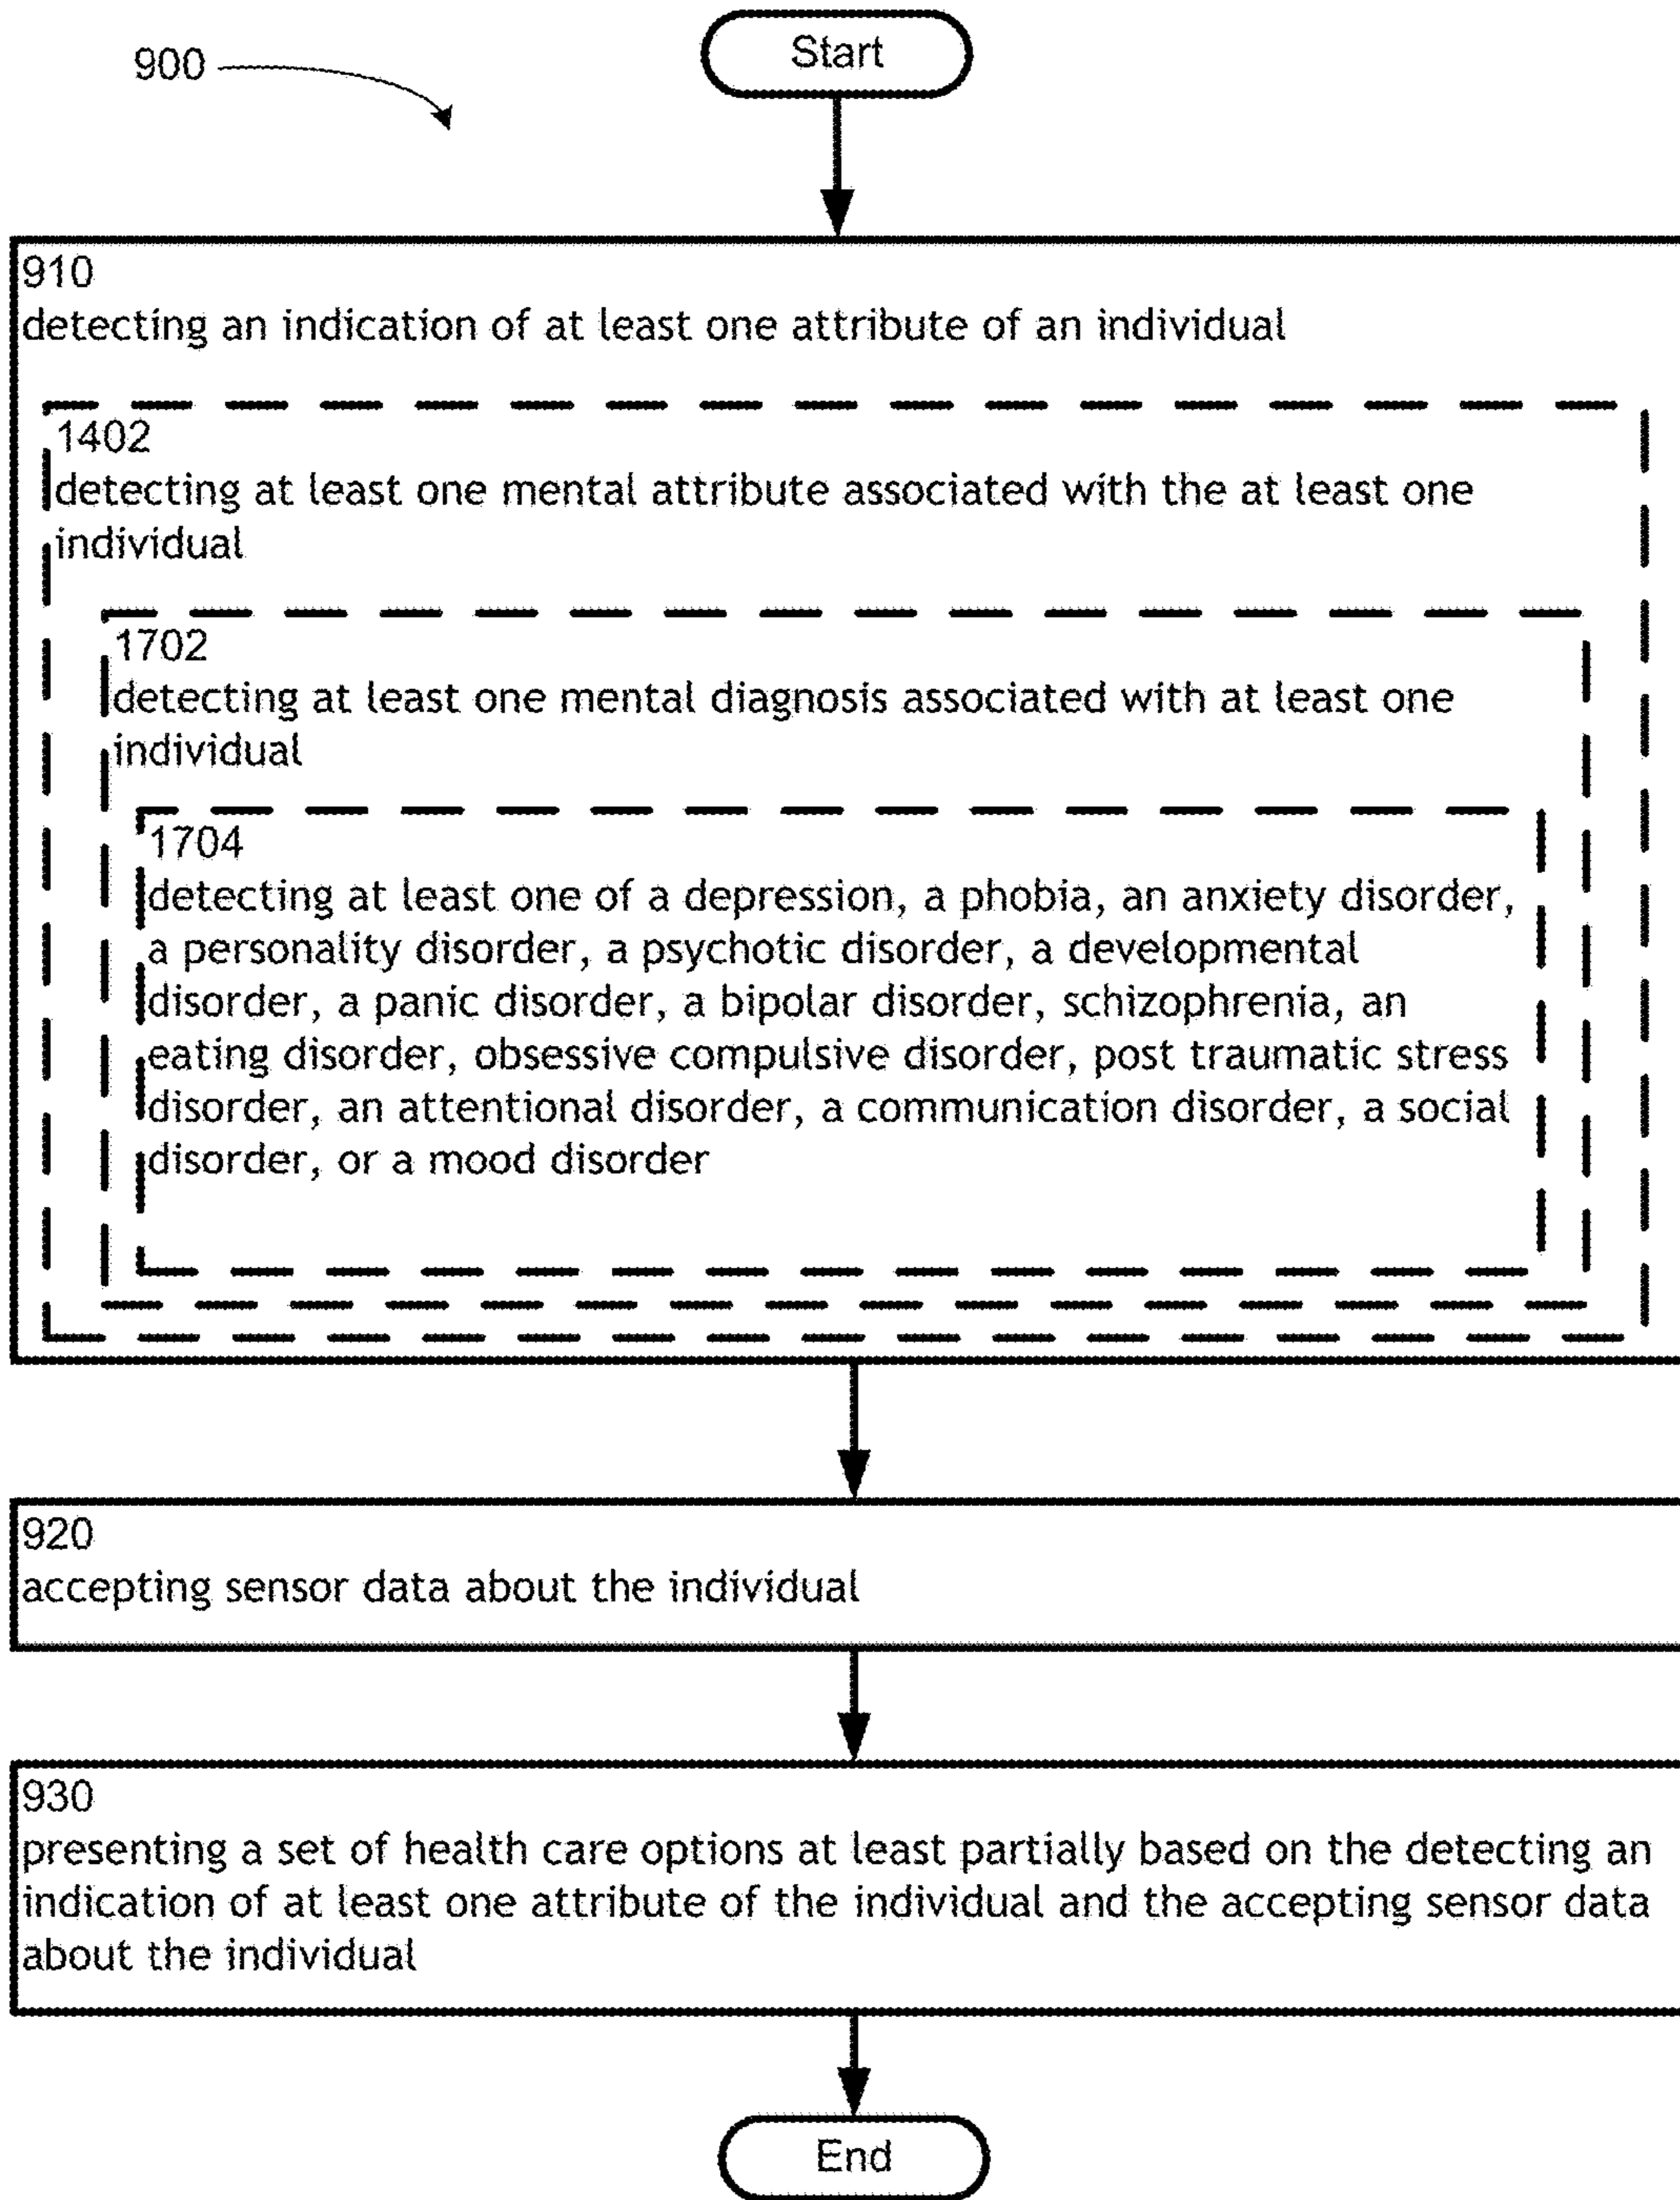 Start
900
910
detecting an indication of at least one attribute of an individual
1402
detecting at least one mental attribute associated with the at least one
individual
1702
detecting at least one mental diagnosis associated with at least one
individual
1704
detecting at least one of a depression, a phobia, an anxiety disorder,
a personality disorder, a psychotic disorder, a developmental
disorder, a panic disorder, a bipolar disorder, schizophrenia, an
eating disorder, obsessive compulsive disorder, post traumatic stress
disorder, an attentional disorder, a communication disorder, a social
disorder, or a mood disorder
920
accepting sensor data about the individual
930
presenting a set of health care options at least partially based on the detecting an
indication of at least one attribute of the individual and the accepting sensor data
about the individual
End